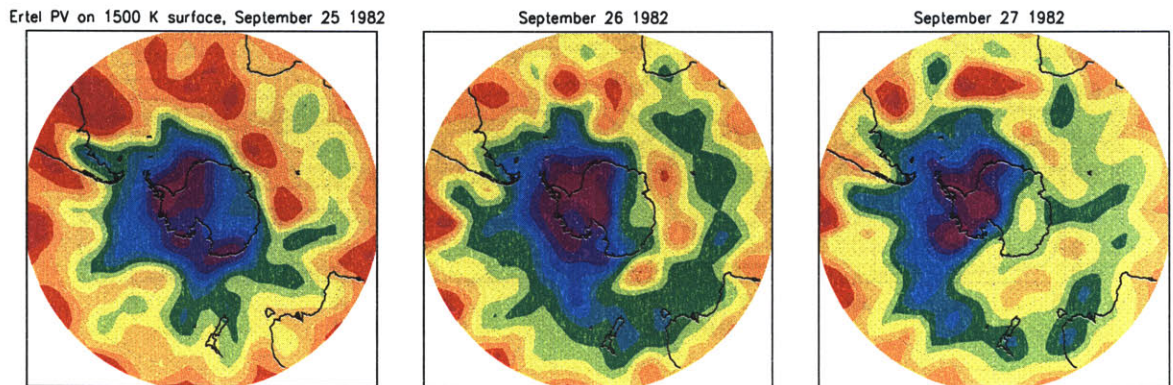 Ertel PV on 1500 K surface, September 25 1982
September 26 1982
September 27 1982